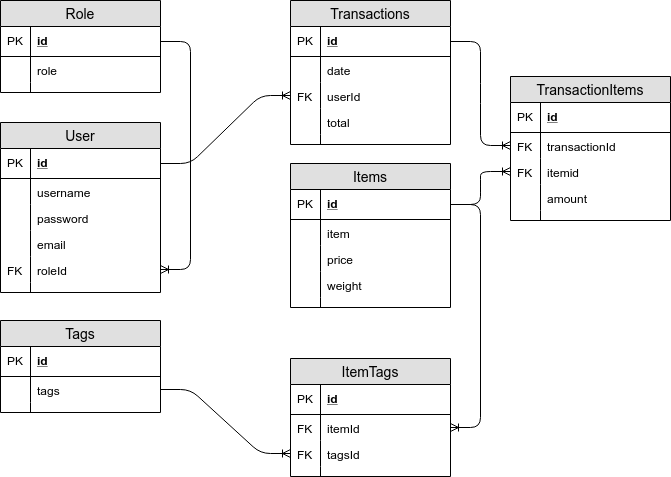 Role
PK id
role
User
PK id
username
password
email
FK roleId
Tags
PK id
tags
Transactions
PK id
date
FK userId
total
Items
PK id
item
price
weight
ItemTags
PK id
FK itemId
FK tagsId
TransactionItems
PK id
FK transactionId
FK itemid
amount